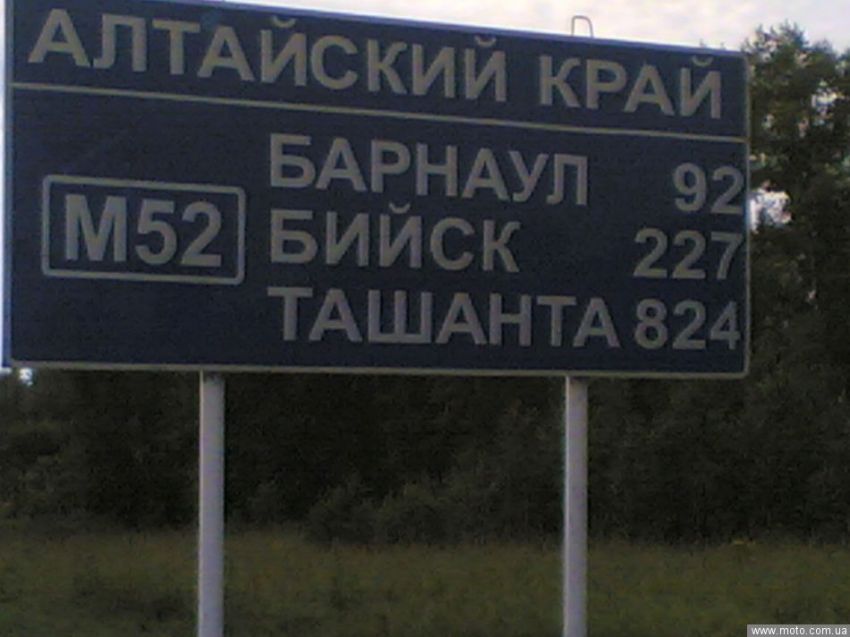 АЛТАЙСКИЙ КРАЙ
БАРНАУЛ 92
М52
БИЙСК 227
ТАШАНТА 824
www.moto.com.ua